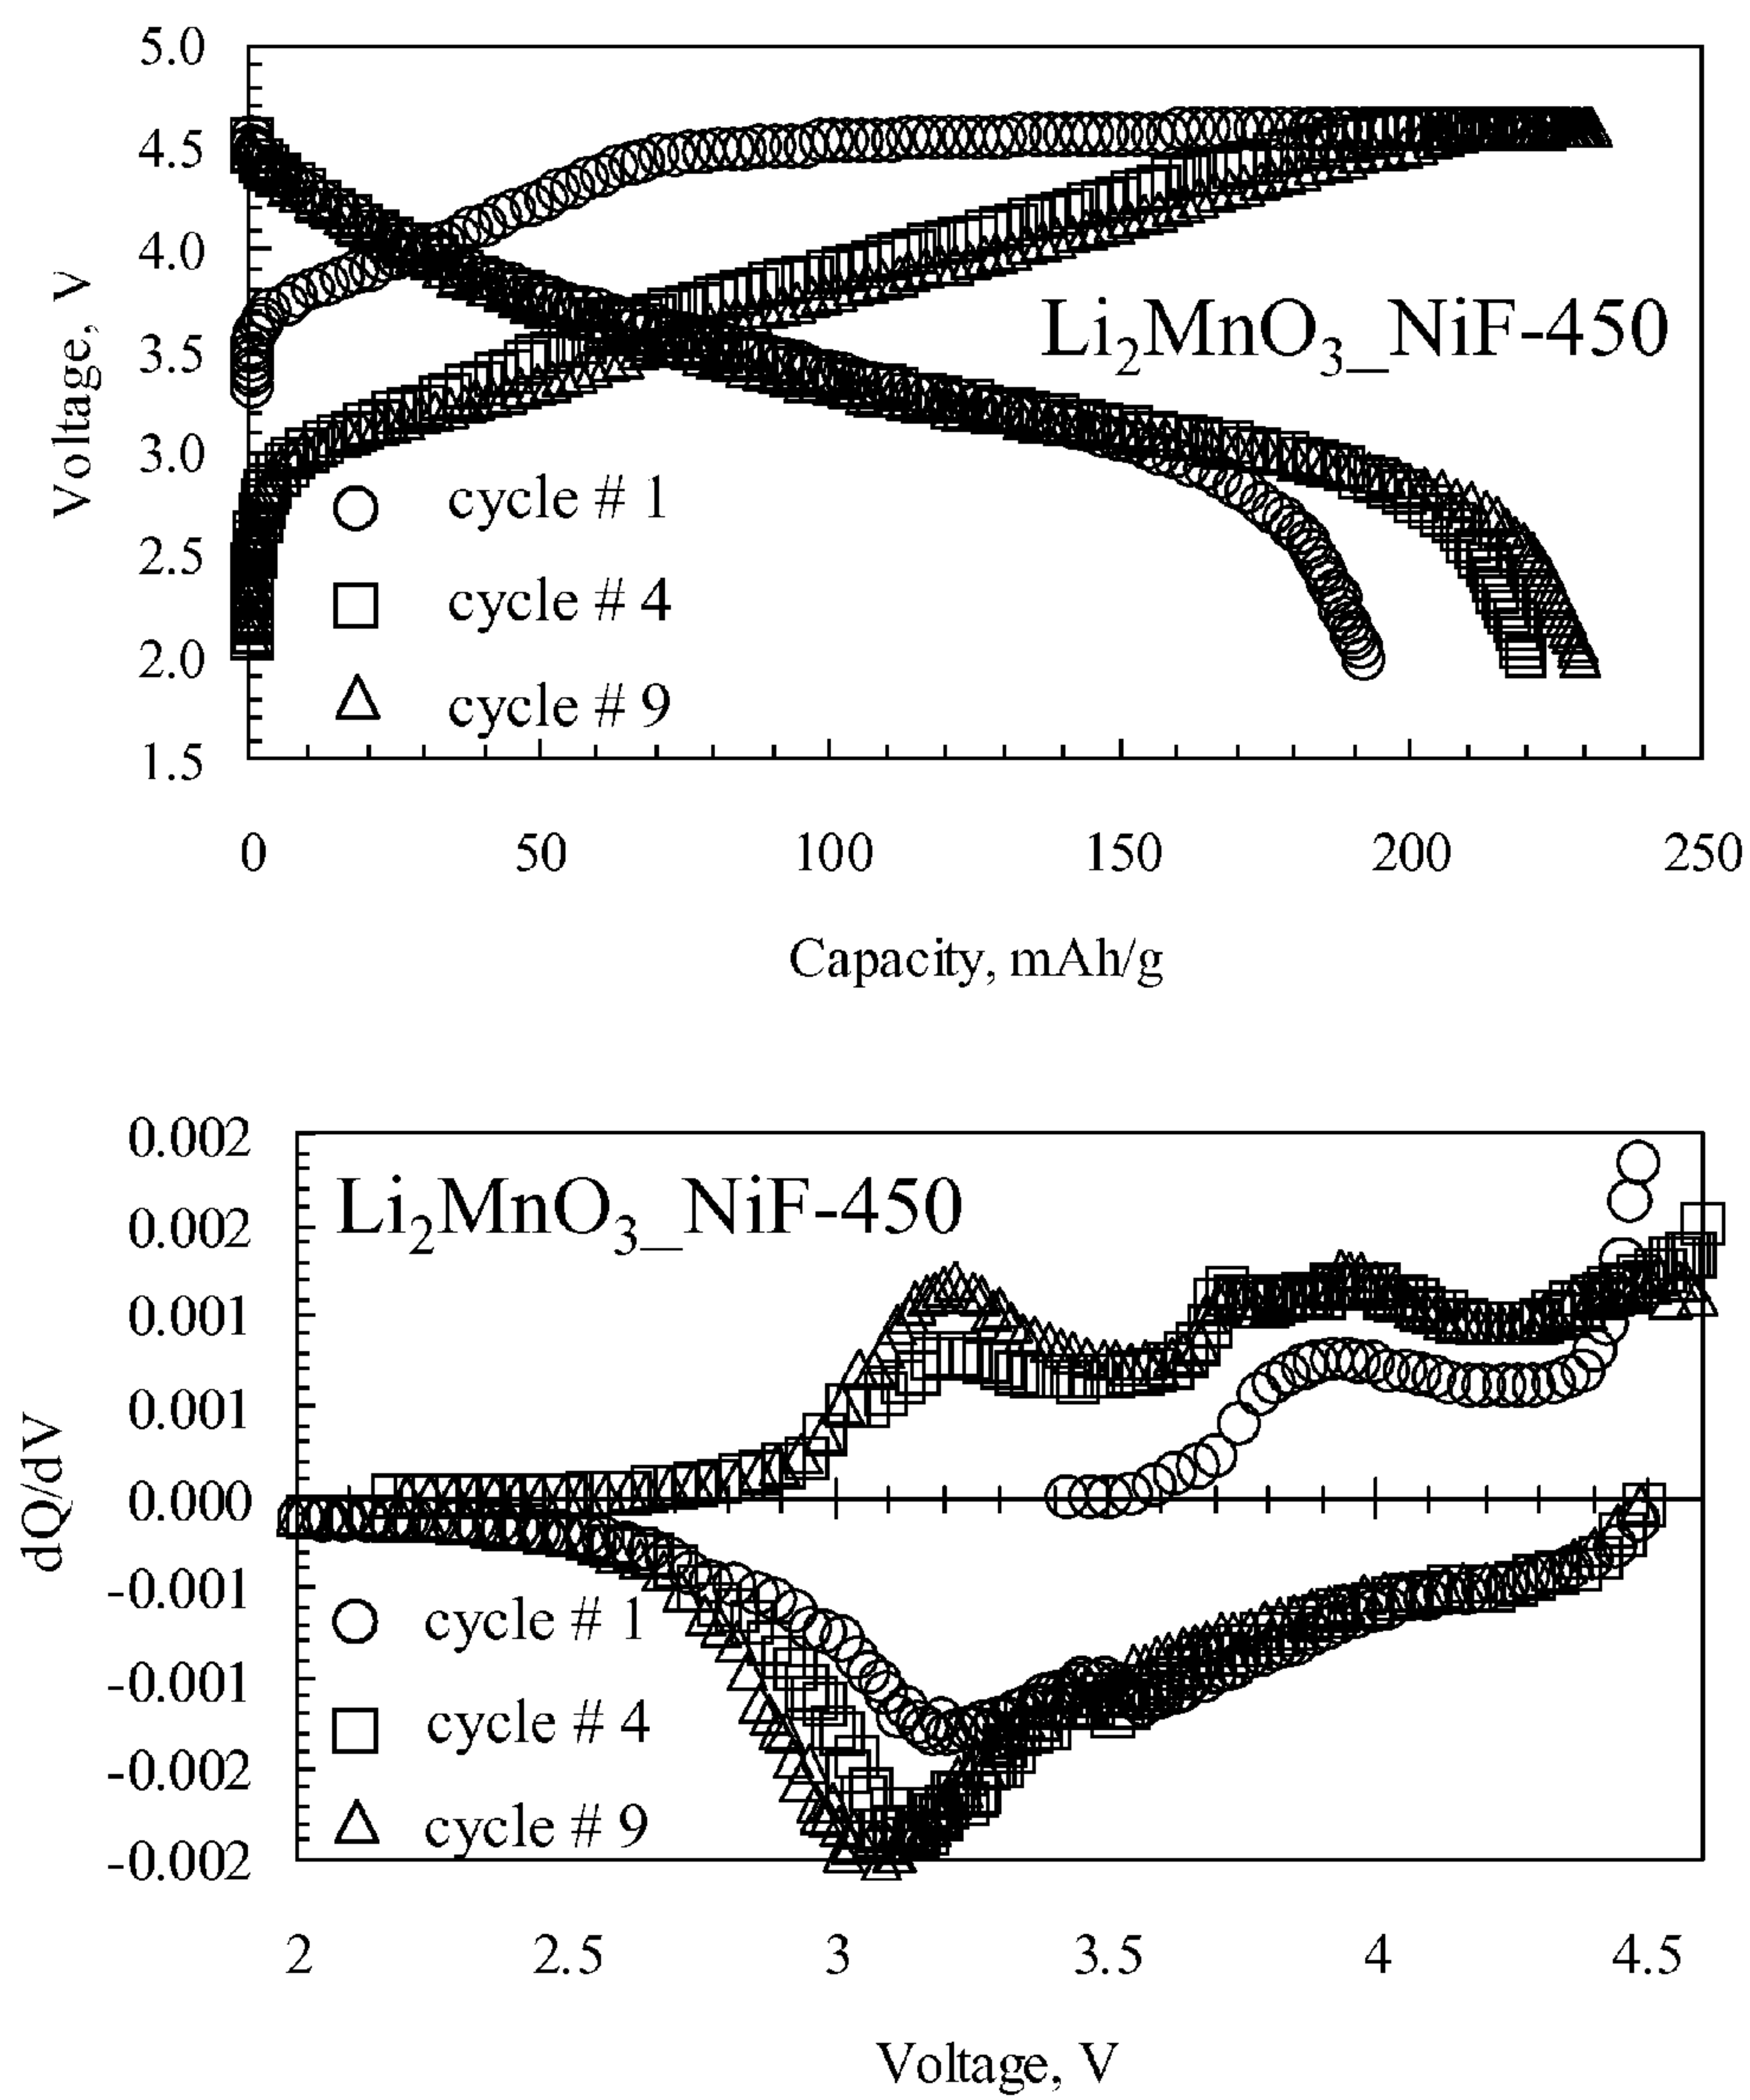 5.0
4.5
4.0
3.5
3.0
2.5
2.0
1.5
Voltage, V
Li2MnO3_NiF-450
cycle # 1
cycle # 4
cycle # 9
0 50 100 150 200 250
Capacity, mAh/g
0.002
0.002
0.001
0.001
0.000
-0.001
-0.001
-0.002
-0.002
dQ/dV
Li2MnO3_NiF-450
cycle # 1
cycle # 4
cycle # 9
2 2.5 3 3.5 4 4.5
Voltage, V